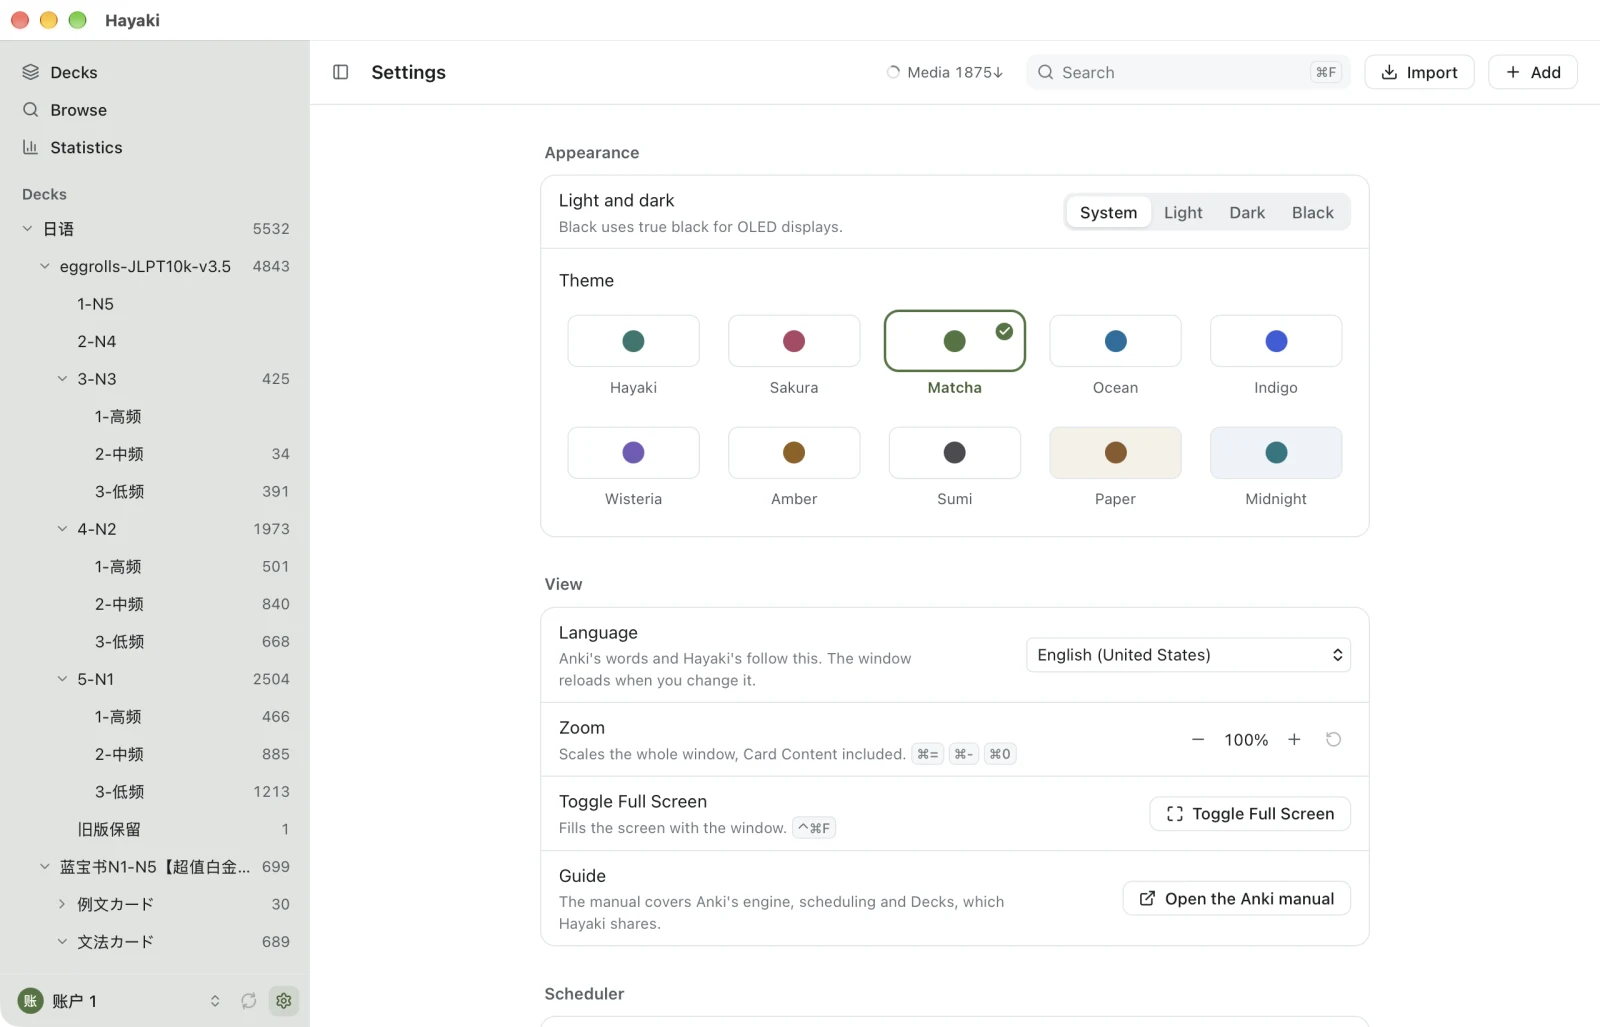 Hayaki
Decks
Browse
Statistics
Decks
日语 5532
eggrolls-JLPT10k-v3.5 4843
1-N5
2-N4
3-N3 425
1-高频
2-中频 34
3-低频 391
4-N2 1973
1-高频 501
2-中频 840
3-低频 668
5-N1 2504
1-高频 466
2-中频 885
3-低频 1213
旧版保留 1
蓝宝书N1-N5【超值白金... 699
例文カード 30
文法カード 689
账 账户 1
Settings
Media 1875↓
Search ⌘F
Import
+ Add
Appearance
Light and dark
Black uses true black for OLED displays.
System Light Dark Black
Theme
Hayaki Sakura Matcha Ocean Indigo
Wisteria Amber Sumi Paper Midnight
View
Language
Anki's words and Hayaki's follow this. The window
reloads when you change it.
English (United States)
Zoom
Scales the whole window, Card Content included. ⌘= ⌘- ⌘0
− 100% +
Toggle Full Screen
Fills the screen with the window. ^⌘F
Toggle Full Screen
Guide
The manual covers Anki's engine, scheduling and Decks, which
Hayaki shares.
Open the Anki manual
Scheduler